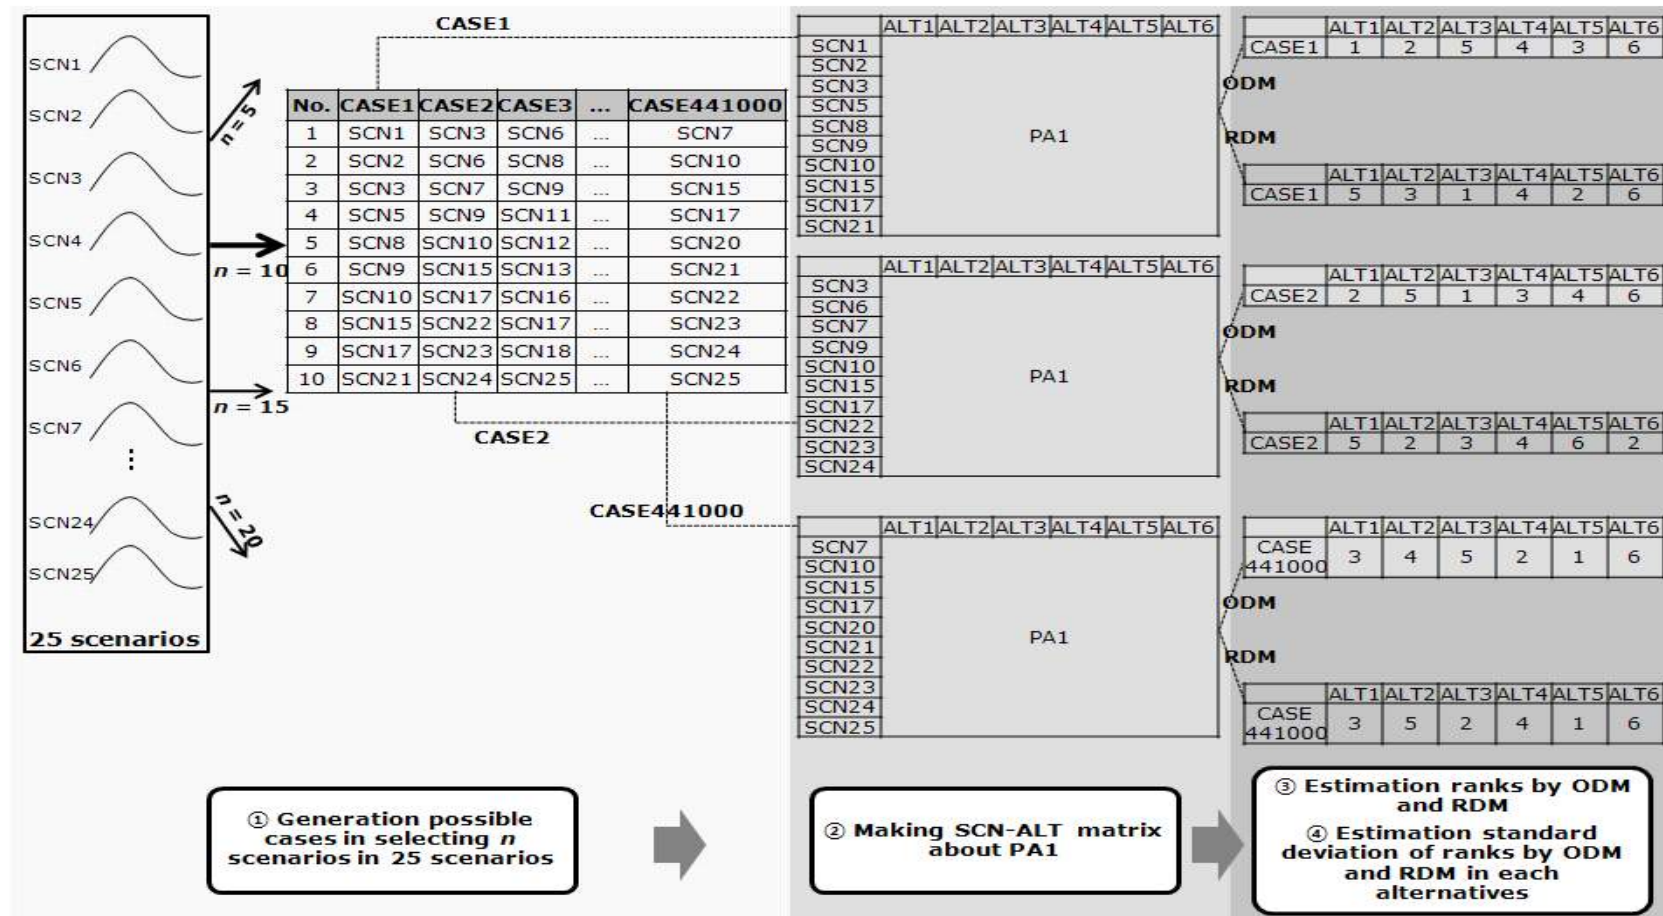 SCN1
SCN2
SCN3
SCN4
SCN5
SCN6
SCN7
⋮
SCN24
SCN25
25 scenarios
n = 5
n = 10
n = 15
n = 20
CASE1
No. CASE1 CASE2 CASE3 ... CASE441000
1 SCN1 SCN3 SCN6 ... SCN7
2 SCN2 SCN6 SCN8 ... SCN10
3 SCN3 SCN7 SCN9 ... SCN15
4 SCN5 SCN9 SCN11 ... SCN17
5 SCN8 SCN10 SCN12 ... SCN20
6 SCN9 SCN15 SCN13 ... SCN21
7 SCN10 SCN17 SCN16 ... SCN22
8 SCN15 SCN22 SCN17 ... SCN23
9 SCN17 SCN23 SCN18 ... SCN24
10 SCN21 SCN24 SCN25 ... SCN25
CASE2
CASE441000
ALT1 ALT2 ALT3 ALT4 ALT5 ALT6
SCN1
SCN2
SCN3
SCN5
SCN8
SCN9
SCN10
SCN15
SCN17
SCN21
PA1
ODM
RDM
ALT1 ALT2 ALT3 ALT4 ALT5 ALT6
CASE1 1 2 5 4 3 6
ALT1 ALT2 ALT3 ALT4 ALT5 ALT6
CASE1 5 3 1 4 2 6
ALT1 ALT2 ALT3 ALT4 ALT5 ALT6
SCN3
SCN6
SCN7
SCN9
SCN10
SCN15
SCN17
SCN22
SCN23
SCN24
PA1
ODM
RDM
ALT1 ALT2 ALT3 ALT4 ALT5 ALT6
CASE2 2 5 1 3 4 6
ALT1 ALT2 ALT3 ALT4 ALT5 ALT6
CASE2 5 2 3 4 6 2
ALT1 ALT2 ALT3 ALT4 ALT5 ALT6
SCN7
SCN10
SCN15
SCN17
SCN20
SCN21
SCN22
SCN23
SCN24
SCN25
PA1
ODM
RDM
ALT1 ALT2 ALT3 ALT4 ALT5 ALT6
CASE
441000 3 4 5 2 1 6
ALT1 ALT2 ALT3 ALT4 ALT5 ALT6
CASE
441000 3 5 2 4 1 6
① Generation possible
cases in selecting n
scenarios in 25 scenarios
② Making SCN-ALT matrix
about PA1
③ Estimation ranks by ODM
and RDM
④ Estimation standard
deviation of ranks by ODM
and RDM in each
alternatives